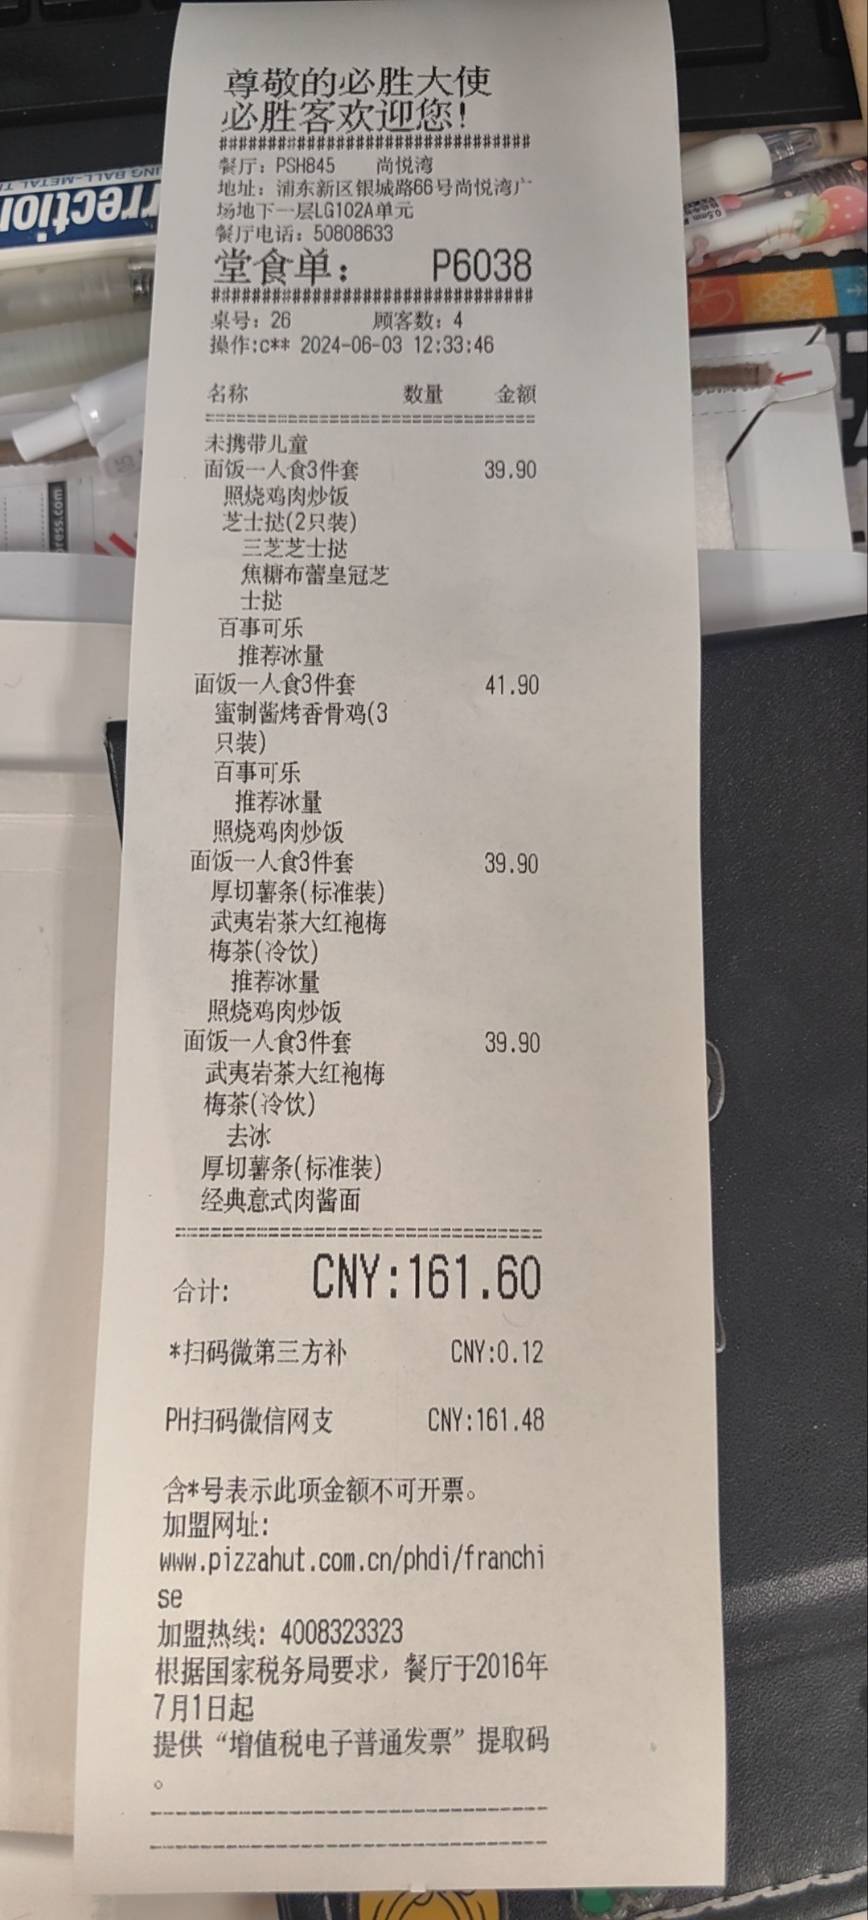 尊敬的必胜大使
必胜客欢迎您!
################################
餐厅: PSH845 尚悦湾
地址: 浦东新区银城路66号尚悦湾广
场地下一层LG102A单元
餐厅电话: 50808633
堂食单: P6038
################################
桌号: 26 顾客数: 4
操作:c** 2024-06-03 12:33:46
名称 数量 金额
================================
未携带儿童
面饭一人食3件套 39.90
照烧鸡肉炒饭
芝士挞(2只装)
三芝芝士挞
焦糖布蕾皇冠芝
士挞
百事可乐
推荐冰量
面饭一人食3件套 41.90
蜜制酱烤香骨鸡(3
只装)
百事可乐
推荐冰量
照烧鸡肉炒饭
面饭一人食3件套 39.90
厚切薯条(标准装)
武夷岩茶大红袍梅
梅茶(冷饮)
推荐冰量
照烧鸡肉炒饭
面饭一人食3件套 39.90
武夷岩茶大红袍梅
梅茶(冷饮)
去冰
厚切薯条(标准装)
经典意式肉酱面
================================
合计: CNY:161.60
*扫码微第三方补 CNY:0.12
PH扫码微信网支 CNY:161.48
含*号表示此项金额不可开票。
加盟网址:
www.pizzahut.com.cn/phdi/franchi
se
加盟热线: 4008323323
根据国家税务局要求，餐厅于2016年
7月1日起
提供“增值税电子普通发票”提取码
。
--------------------------------
--------------------------------
rrection
0.5mm
ress.com